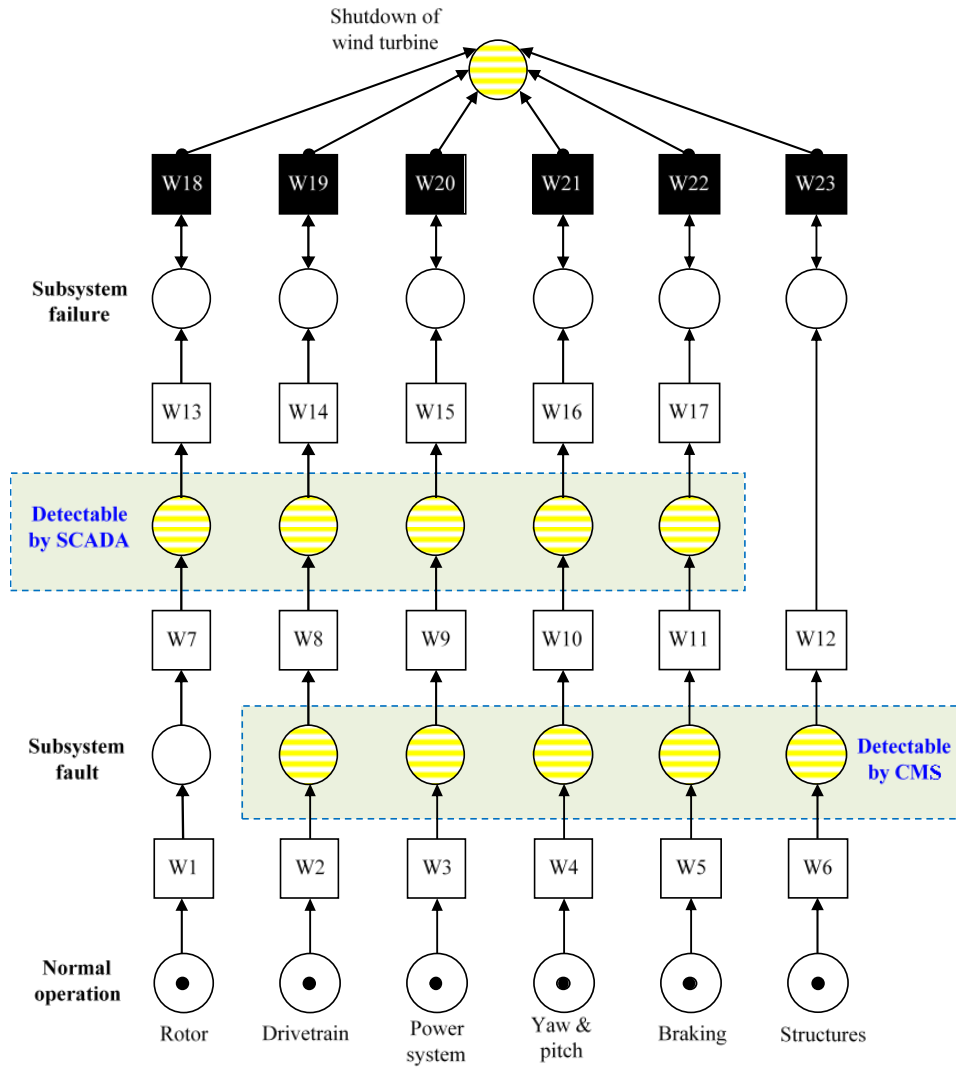 Shutdown of
wind turbine
W18 W19 W20 W21 W22 W23
Subsystem
failure
W13 W14 W15 W16 W17
Detectable
by SCADA
W7 W8 W9 W10 W11 W12
Subsystem
fault
Detectable
by CMS
W1 W2 W3 W4 W5 W6
Normal
operation
Rotor
Drivetrain
Power
system
Yaw &
pitch
Braking
Structures